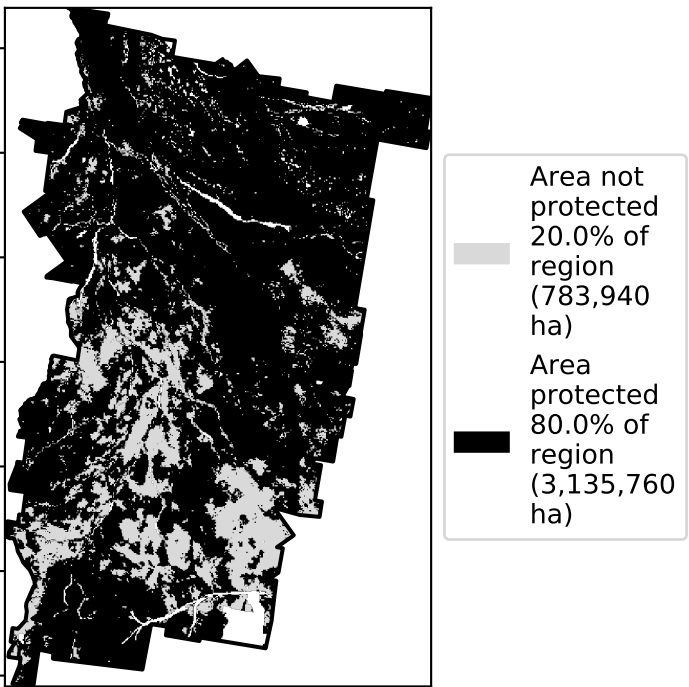 Area not
protected
20.0% of
region
(783,940
ha)
Area
protected
80.0% of
region
(3,135,760
ha)